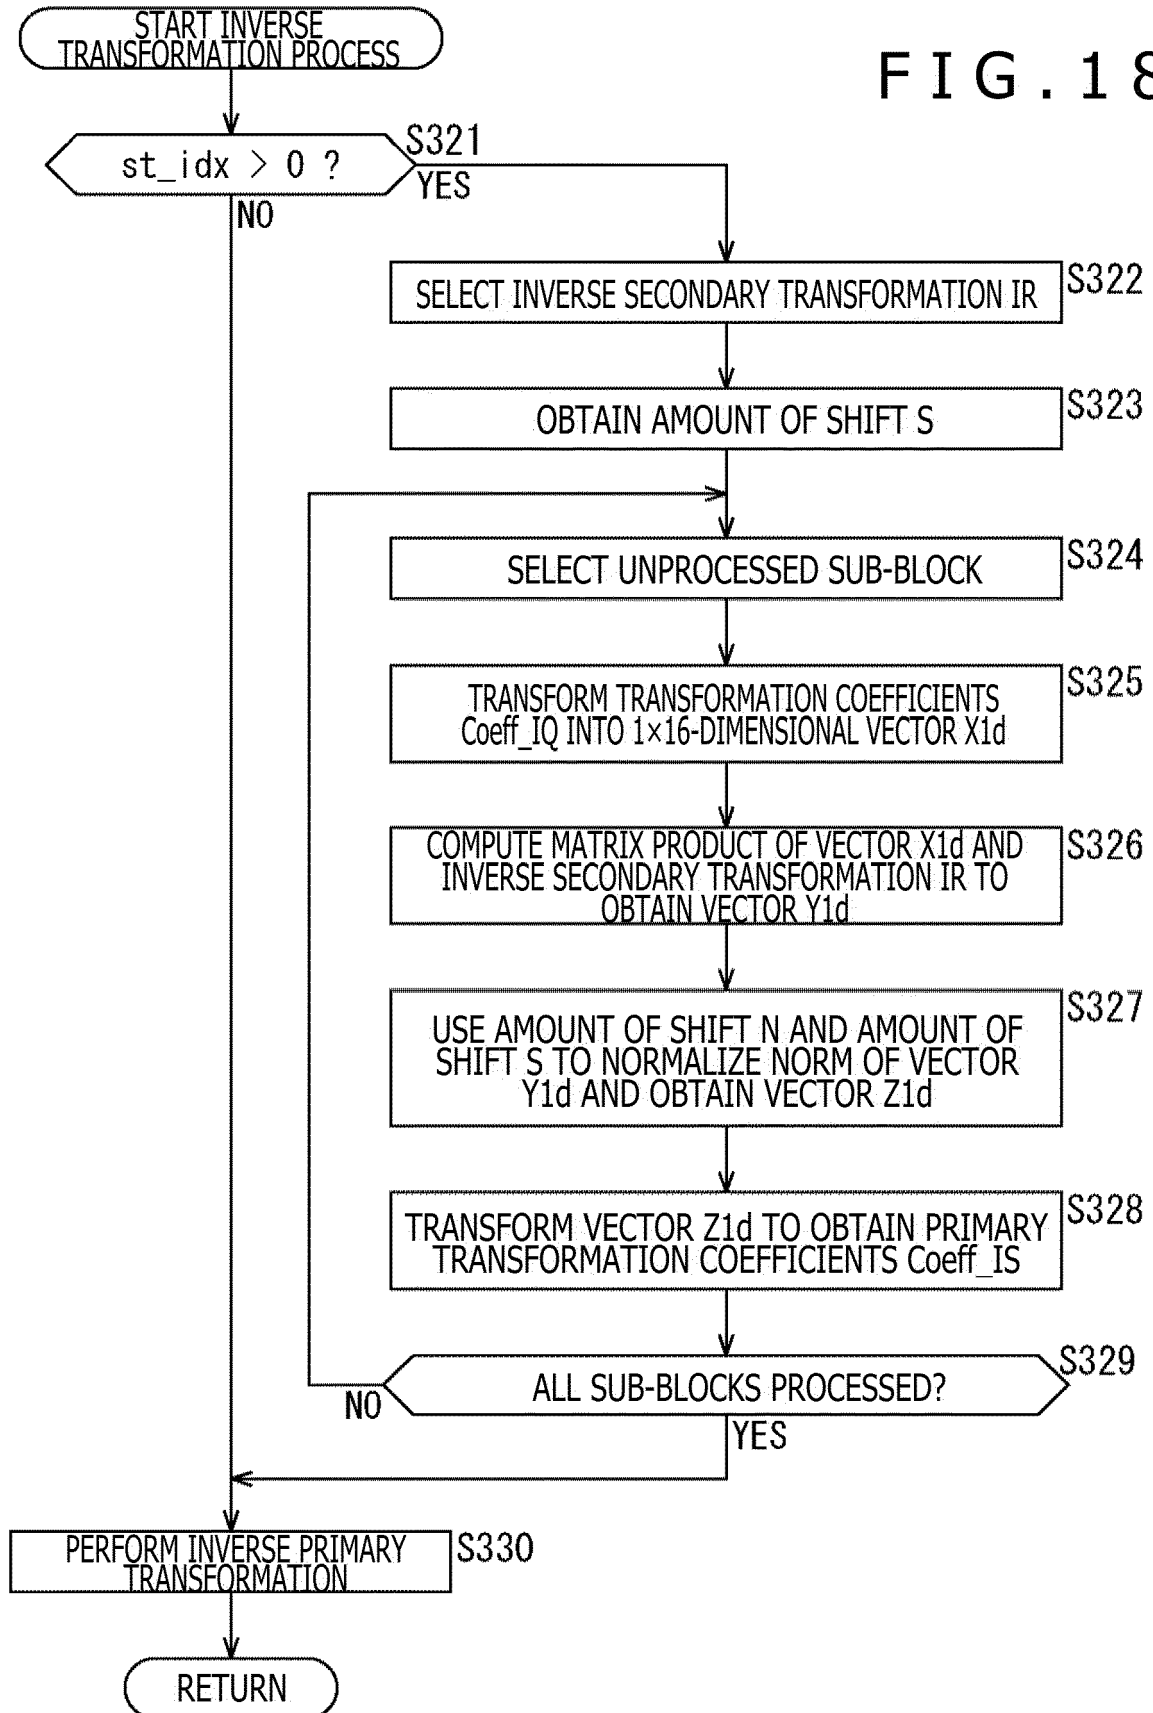 START INVERSE
TRANSFORMATION PROCESS
FIG.18
st_idx > 0 ?
S321
YES
NO
SELECT INVERSE SECONDARY TRANSFORMATION IR
S322
OBTAIN AMOUNT OF SHIFT S
S323
SELECT UNPROCESSED SUB-BLOCK
S324
TRANSFORM TRANSFORMATION COEFFICIENTS
Coeff_IQ INTO 1×16-DIMENSIONAL VECTOR X1d
S325
COMPUTE MATRIX PRODUCT OF VECTOR X1d AND
INVERSE SECONDARY TRANSFORMATION IR TO
OBTAIN VECTOR Y1d
S326
USE AMOUNT OF SHIFT N AND AMOUNT OF
SHIFT S TO NORMALIZE NORM OF VECTOR
Y1d AND OBTAIN VECTOR Z1d
S327
TRANSFORM VECTOR Z1d TO OBTAIN PRIMARY
TRANSFORMATION COEFFICIENTS Coeff_IS
S328
ALL SUB-BLOCKS PROCESSED?
S329
NO
YES
PERFORM INVERSE PRIMARY
TRANSFORMATION
S330
RETURN